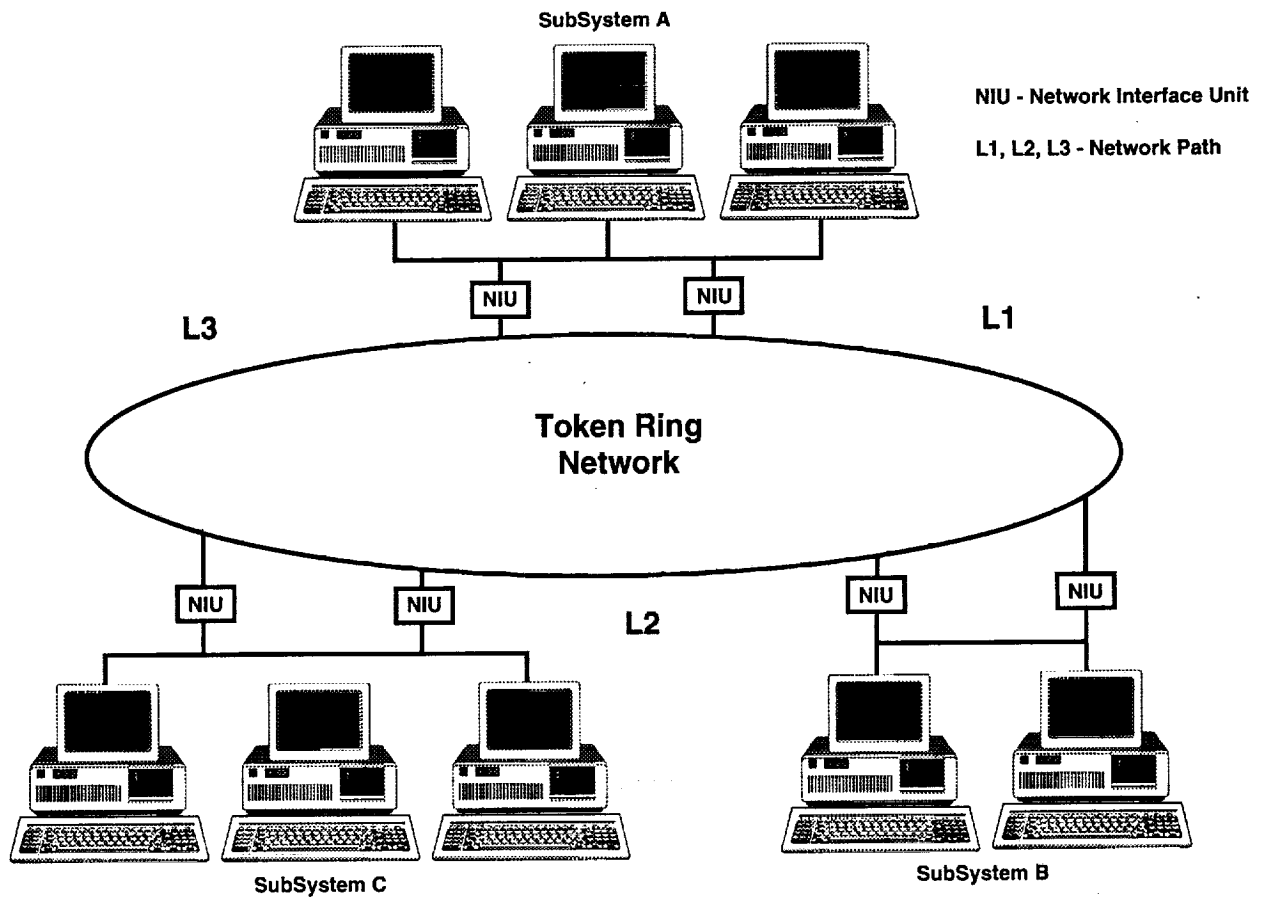 SubSystem A
NIU - Network Interface Unit
L1, L2, L3 - Network Path
NIU
NIU
L3
L1
Token Ring
Network
NIU
NIU
NIU
NIU
L2
SubSystem C
SubSystem B